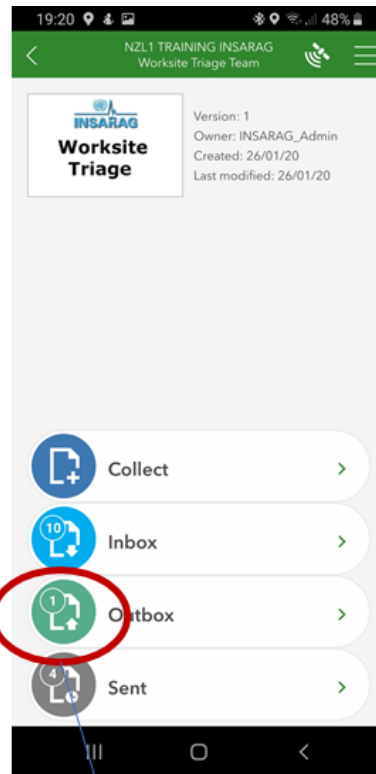 19:20 48%
NZL1 TRAINING INSARAG
Worksite Triage Team
INSARAG
Worksite
Triage
Version: 1
Owner: INSARAG_Admin
Created: 26/01/20
Last modified: 26/01/20
Collect
10
Inbox
1
Outbox
4
Sent